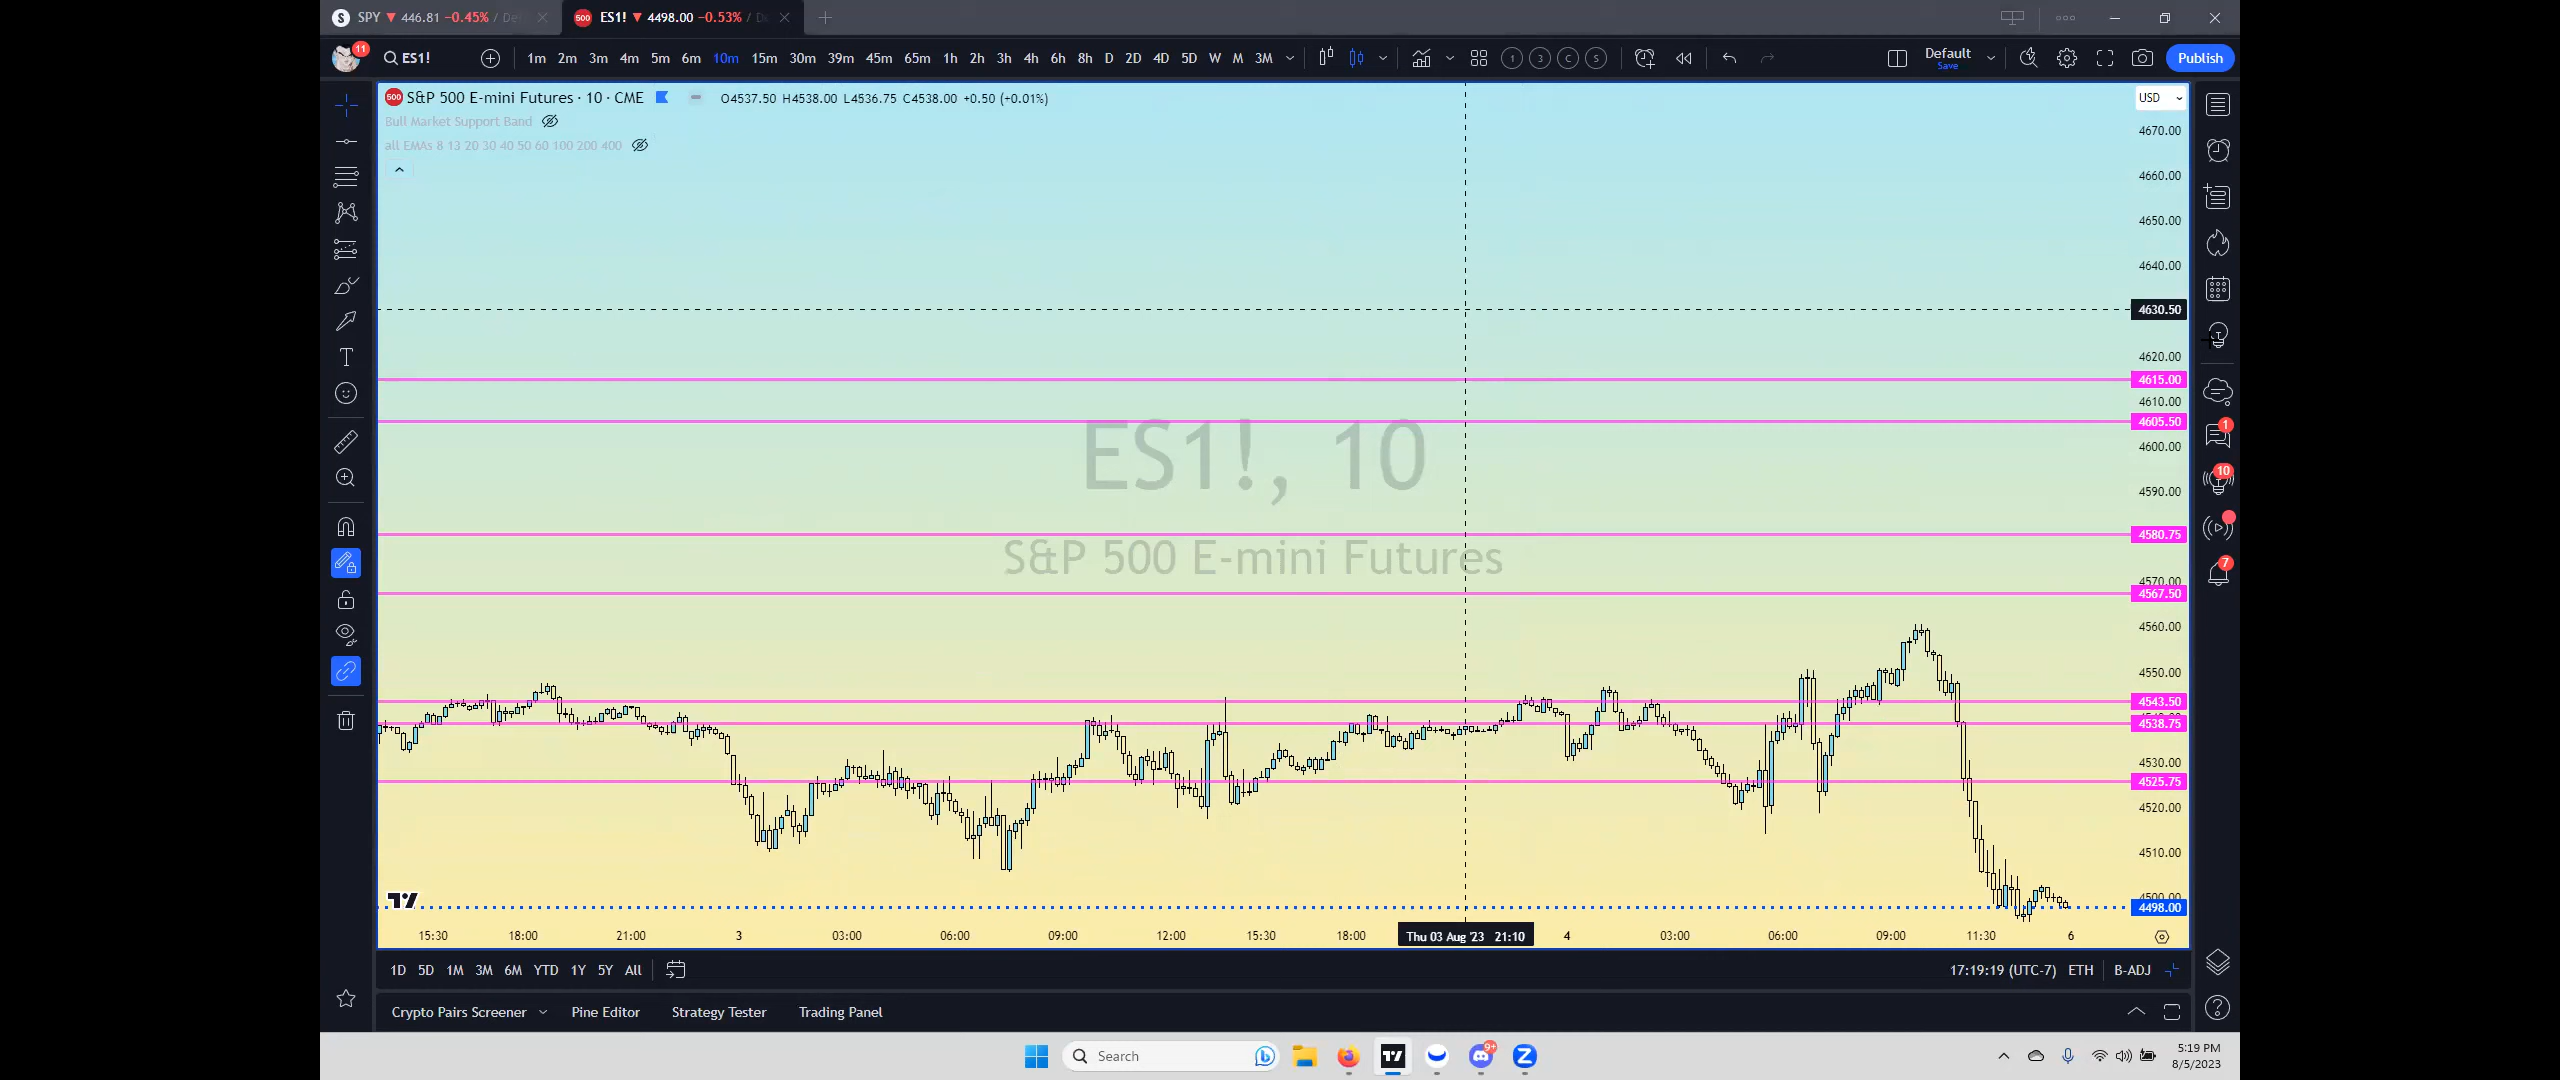 SPY 446.81 −0.45% / De
ES1! 4498.00 −0.53% / D
11 ES1! 1m 2m 3m 4m 5m 6m 10m 15m 30m 39m 45m 65m 1h 2h 3h 4h 6h 8h D 2D 4D 5D W M 3M 1 3 C S Default Save Publish
500 S&P 500 E-mini Futures · 10 · CME O4537.50 H4538.00 L4536.75 C4538.00 +0.50 (+0.01%) USD
Bull Market Support Band
all EMAs 8 13 20 30 40 50 60 100 200 400
4670.00
4660.00
4650.00
4640.00
4630.50
4620.00
4615.00
4610.00
4605.50
4600.00
4590.00
4580.75
4570.00
4567.50
4560.00
4550.00
4543.50
4538.75
4530.00
4525.75
4520.00
4510.00
4498.00
ES1!, 10
S&P 500 E-mini Futures
1
10
7
15:30 18:00 21:00 3 03:00 06:00 09:00 12:00 15:30 18:00 Thu 03 Aug '23 21:10 4 03:00 06:00 09:00 11:30 6
1D 5D 1M 3M 6M YTD 1Y 5Y All 17:19:19 (UTC-7) ETH B-ADJ
Crypto Pairs Screener Pine Editor Strategy Tester Trading Panel
Search 9+ 5:19 PM
8/5/2023